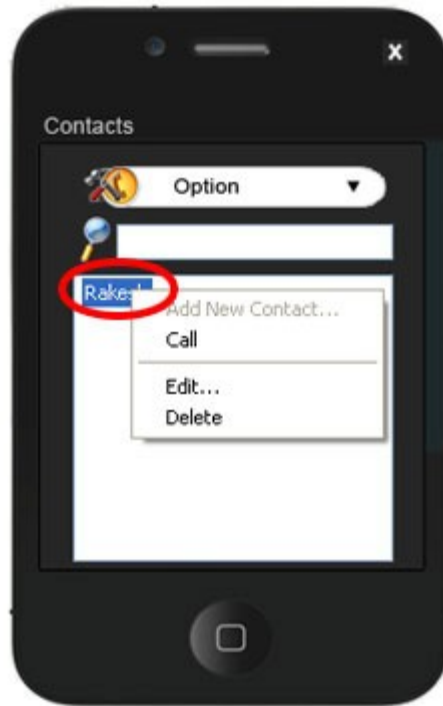 X
Contacts
Option
Rakesh
Add New Contact...
Call
Edit...
Delete